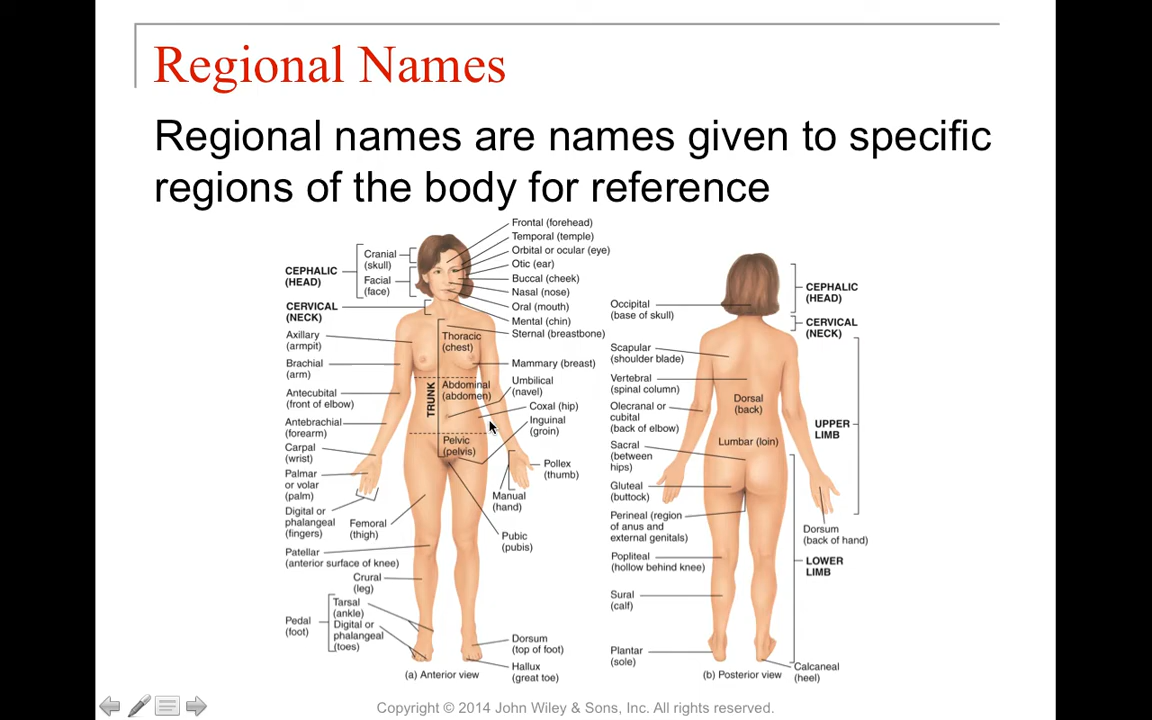 Regional Names
Regional names are names given to specific
regions of the body for reference
Frontal (forehead)
Temporal (temple)
Orbital or ocular (eye)
Otic (ear)
Buccal (cheek)
Nasal (nose)
Oral (mouth)
Mental (chin)
Sternal (breastbone)
Mammary (breast)
Umbilical
(navel)
Coxal (hip)
Inguinal
(groin)
Pollex
(thumb)
Manual
(hand)
Pubic
(pubis)
Dorsum
(top of foot)
Hallux
(great toe)
Cranial
(skull)
Facial
(face)
CEPHALIC
(HEAD)
CERVICAL
(NECK)
Axillary
(armpit)
Brachial
(arm)
Antecubital
(front of elbow)
Antebrachial
(forearm)
Carpal
(wrist)
Palmar
or volar
(palm)
Digital or
phalangeal
(fingers)
Femoral
(thigh)
Patellar
(anterior surface of knee)
Crural
(leg)
Pedal
(foot)
Tarsal
(ankle)
Digital or
phalangeal
(toes)
Thoracic
(chest)
TRUNK
Abdominal
(abdomen)
Pelvic
(pelvis)
(a) Anterior view
Occipital
(base of skull)
Scapular
(shoulder blade)
Vertebral
(spinal column)
Olecranal or
cubital
(back of elbow)
Sacral
(between
hips)
Gluteal
(buttock)
Perineal (region
of anus and
external genitals)
Popliteal
(hollow behind knee)
Sural
(calf)
Plantar
(sole)
Dorsal
(back)
Lumbar (loin)
CEPHALIC
(HEAD)
CERVICAL
(NECK)
UPPER
LIMB
Dorsum
(back of hand)
LOWER
LIMB
Calcaneal
(heel)
(b) Posterior view
Copyright © 2014 John Wiley & Sons, Inc. All rights reserved.